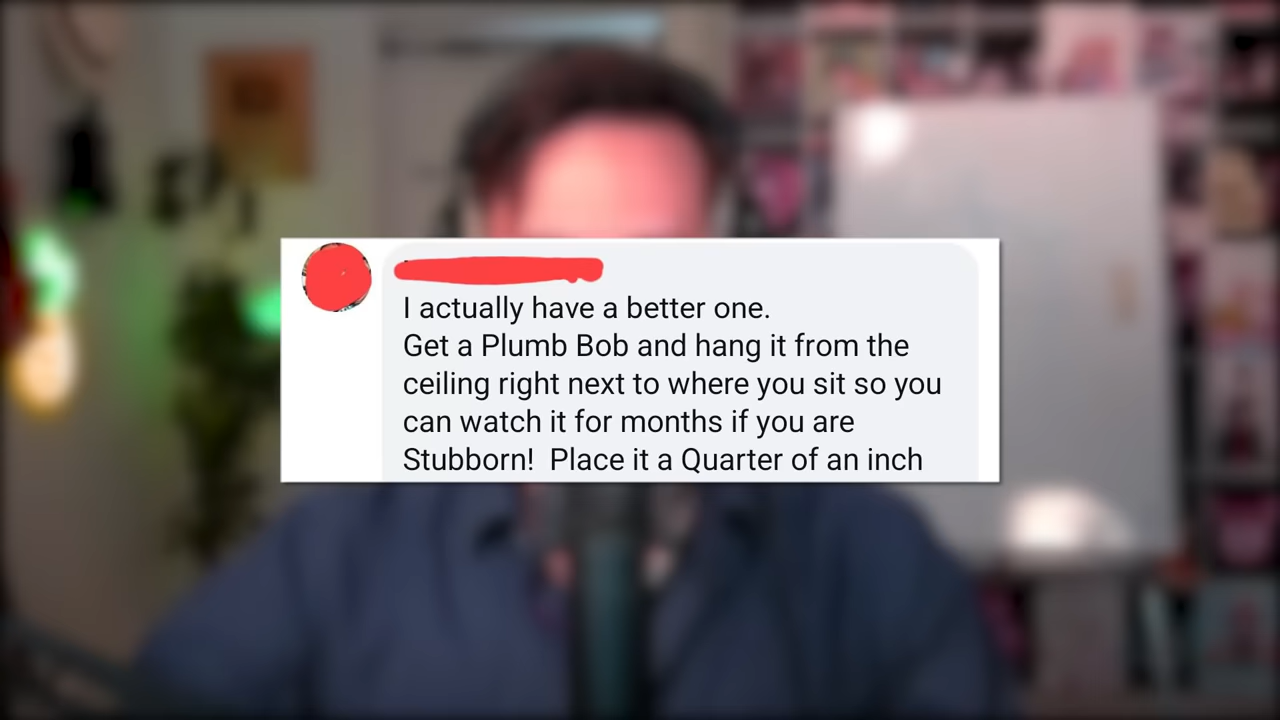 I actually have a better one.
Get a Plumb Bob and hang it from the
ceiling right next to where you sit so you
can watch it for months if you are
Stubborn!  Place it a Quarter of an inch